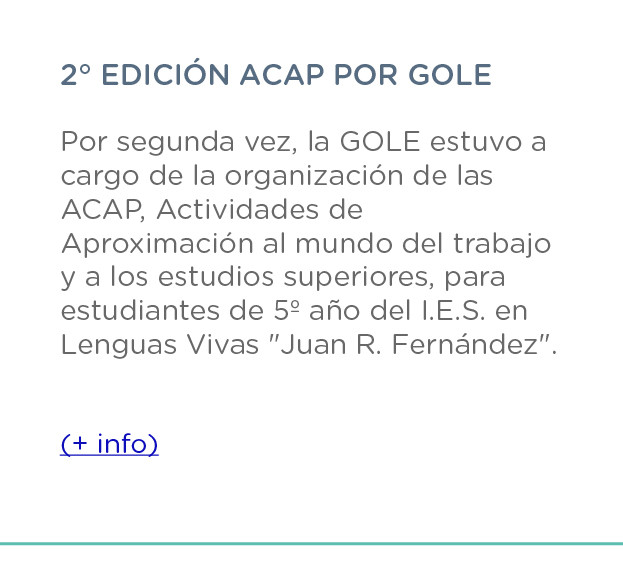 2° EDICIÓN ACAP POR GOLE
Por segunda vez, la GOLE estuvo a
cargo de la organización de las
ACAP, Actividades de
Aproximación al mundo del trabajo
y a los estudios superiores, para
estudiantes de 5º año del I.E.S. en
Lenguas Vivas "Juan R. Fernández".
(+ info)